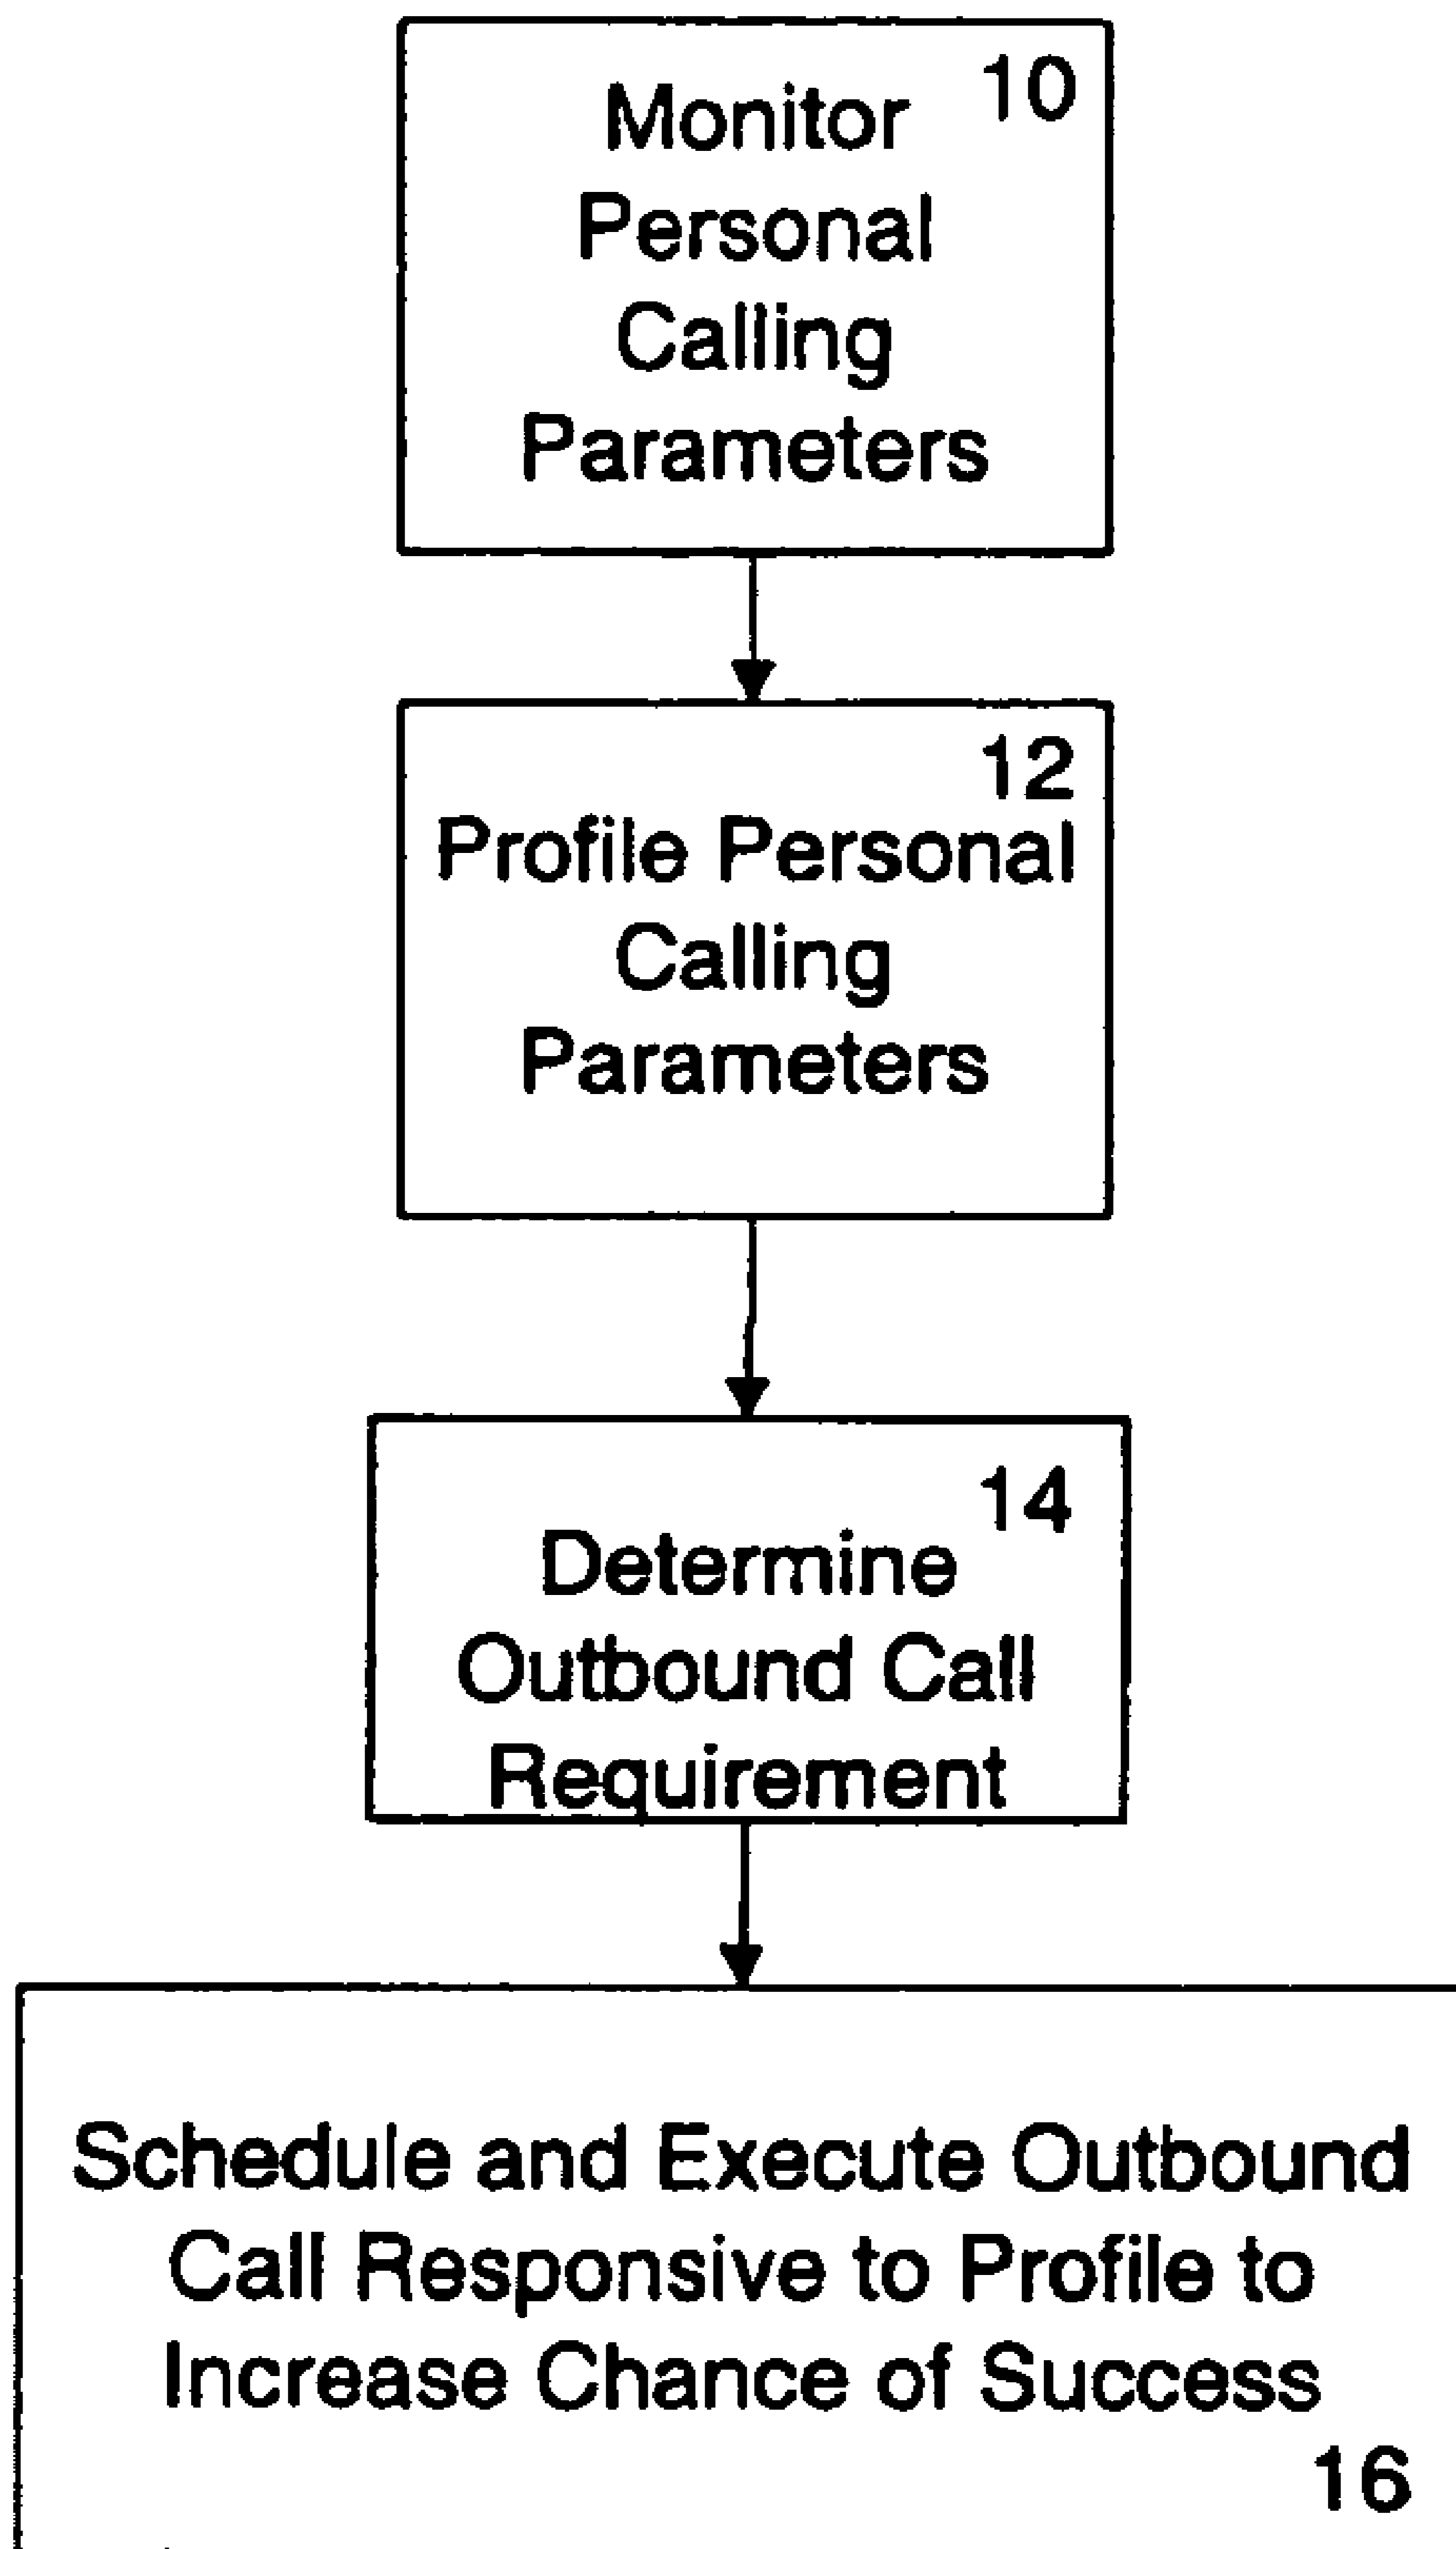 10
Monitor
Personal
Calling
Parameters
12
Profile Personal
Calling
Parameters
14
Determine
Outbound Call
Requirement
Schedule and Execute Outbound
Call Responsive to Profile to
Increase Chance of Success
16